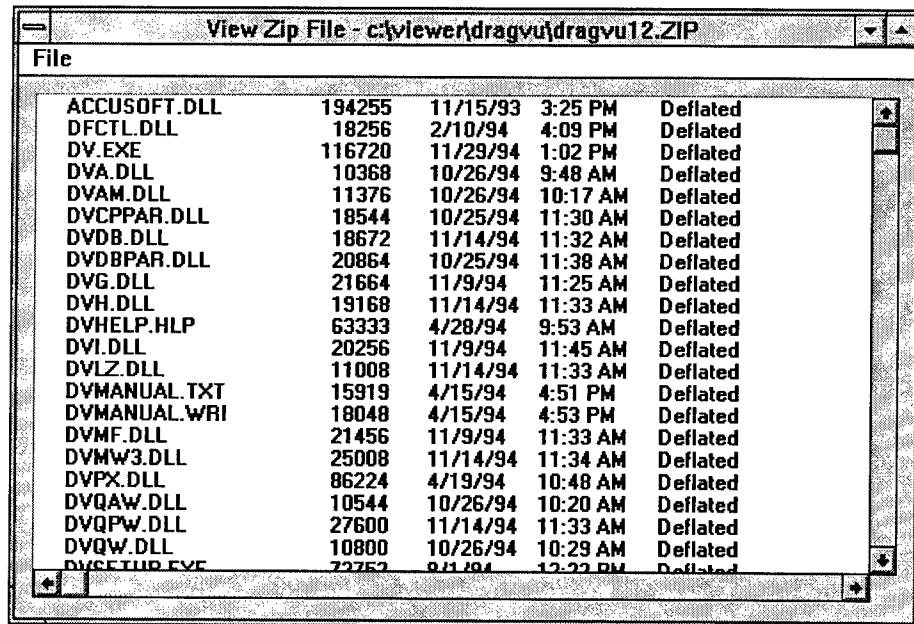 View Zip File - c:\viewer\dragvu\dragvu12.ZIP
File
ACCUSOFT.DLL 194255 11/15/93 3:25 PM Deflated
DFCTL.DLL 18256 2/10/94 4:09 PM Deflated
DV.EXE 116720 11/29/94 1:02 PM Deflated
DVA.DLL 10368 10/26/94 9:48 AM Deflated
DVAM.DLL 11376 10/26/94 10:17 AM Deflated
DVCPPAR.DLL 18544 10/25/94 11:30 AM Deflated
DVDB.DLL 18672 11/14/94 11:32 AM Deflated
DVDBPAR.DLL 20864 10/25/94 11:38 AM Deflated
DVG.DLL 21664 11/9/94 11:25 AM Deflated
DVH.DLL 19168 11/14/94 11:33 AM Deflated
DVHELP.HLP 63333 4/28/94 9:53 AM Deflated
DVI.DLL 20256 11/9/94 11:45 AM Deflated
DVLZ.DLL 11008 11/14/94 11:33 AM Deflated
DVMANUAL.TXT 15919 4/15/94 4:51 PM Deflated
DVMANUAL.WRI 18048 4/15/94 4:53 PM Deflated
DVMF.DLL 21456 11/9/94 11:33 AM Deflated
DVMW3.DLL 25008 11/14/94 11:34 AM Deflated
DVPX.DLL 86224 4/19/94 10:48 AM Deflated
DVQAW.DLL 10544 10/26/94 10:20 AM Deflated
DVQPW.DLL 27600 11/14/94 11:33 AM Deflated
DVQW.DLL 10800 10/26/94 10:29 AM Deflated
DVSETUP.EXE Deflated